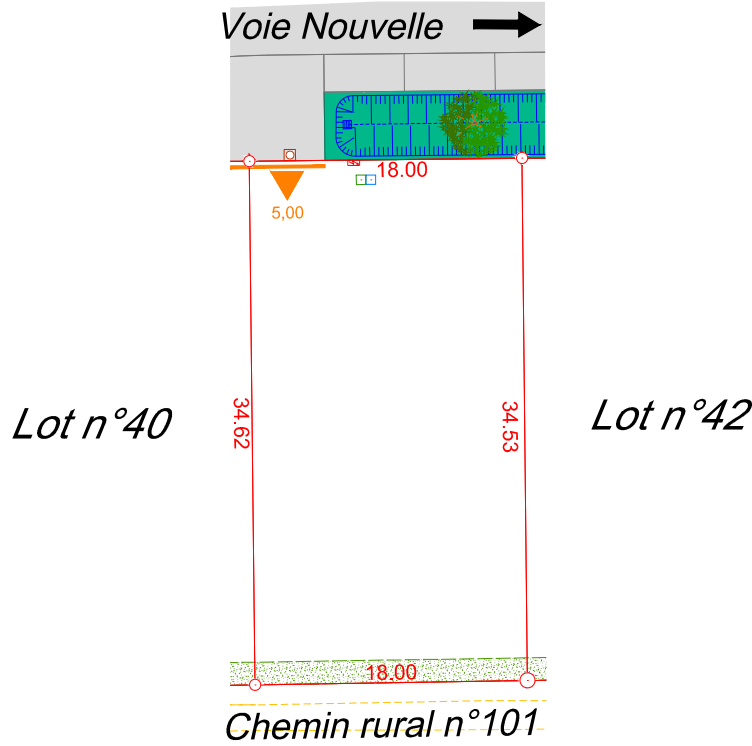 Voie Nouvelle
18.00
5,00
34.62
34.53
Lot n°40
Lot n°42
18.00
Chemin rural n°101